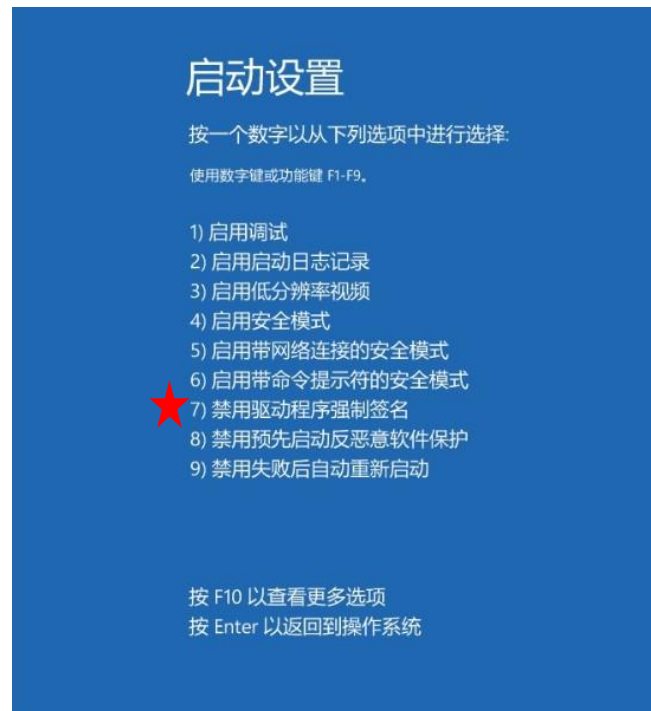 启动设置
按一个数字以从下列选项中进行选择:
使用数字键或功能键 F1-F9。
1) 启用调试
2) 启用启动日志记录
3) 启用低分辨率视频
4) 启用安全模式
5) 启用带网络连接的安全模式
6) 启用带命令提示符的安全模式
7) 禁用驱动程序强制签名
8) 禁用预先启动反恶意软件保护
9) 禁用失败后自动重新启动
按 F10 以查看更多选项
按 Enter 以返回到操作系统